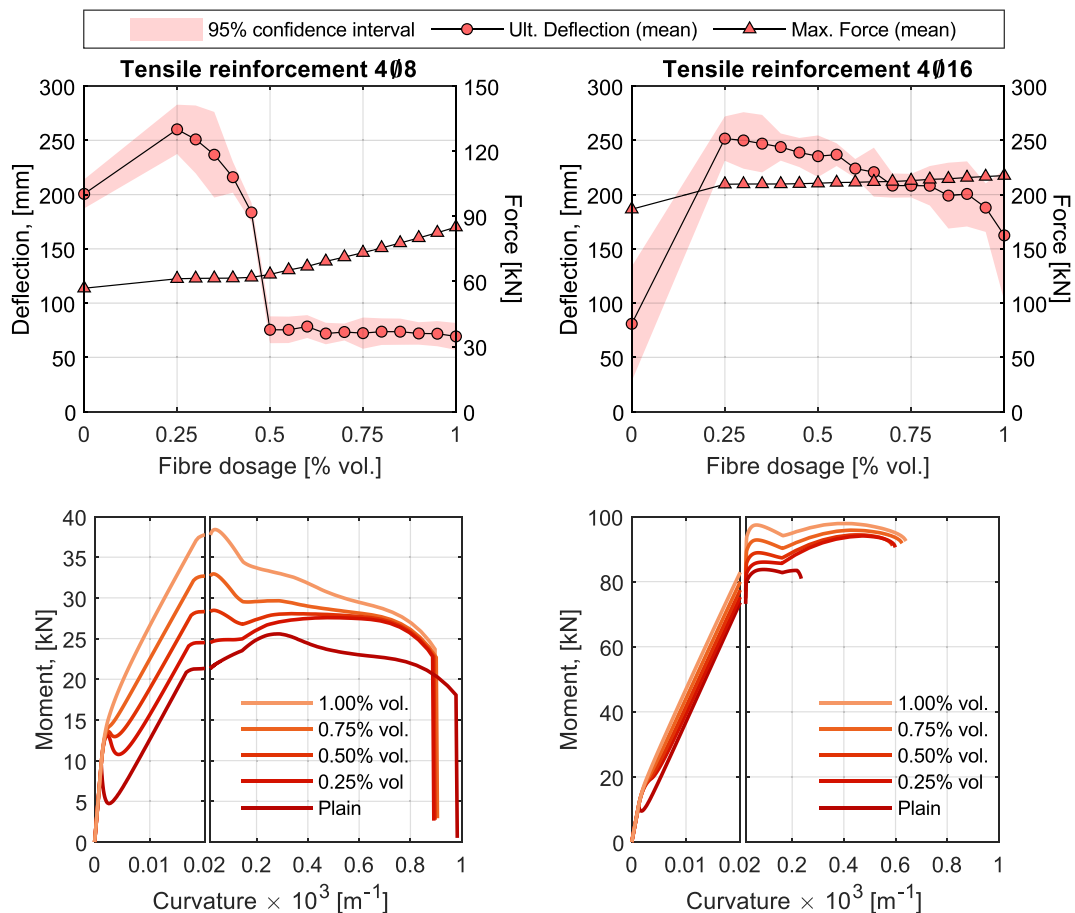 95% confidence interval Ult. Deflection (mean) Max. Force (mean)
Tensile reinforcement 4Ø8
300
250
200
150
100
50
0
Deflection, [mm]
150
120
90
60
30
0
Force [kN]
0 0.25 0.5 0.75 1
Fibre dosage [% vol.]
Tensile reinforcement 4Ø16
300
250
200
150
100
50
0
Deflection, [mm]
300
250
200
150
100
50
0
Force [kN]
0 0.25 0.5 0.75 1
Fibre dosage [% vol.]
40
35
30
25
20
15
10
5
0
Moment, [kN]
1.00% vol.
0.75% vol.
0.50% vol.
0.25% vol
Plain
0 0.01 0.02 0.2 0.4 0.6 0.8 1
Curvature × 10³ [m⁻¹]
100
80
60
40
20
0
Moment, [kN]
1.00% vol.
0.75% vol.
0.50% vol.
0.25% vol.
Plain
0 0.01 0.02 0.2 0.4 0.6 0.8 1
Curvature × 10³ [m⁻¹]